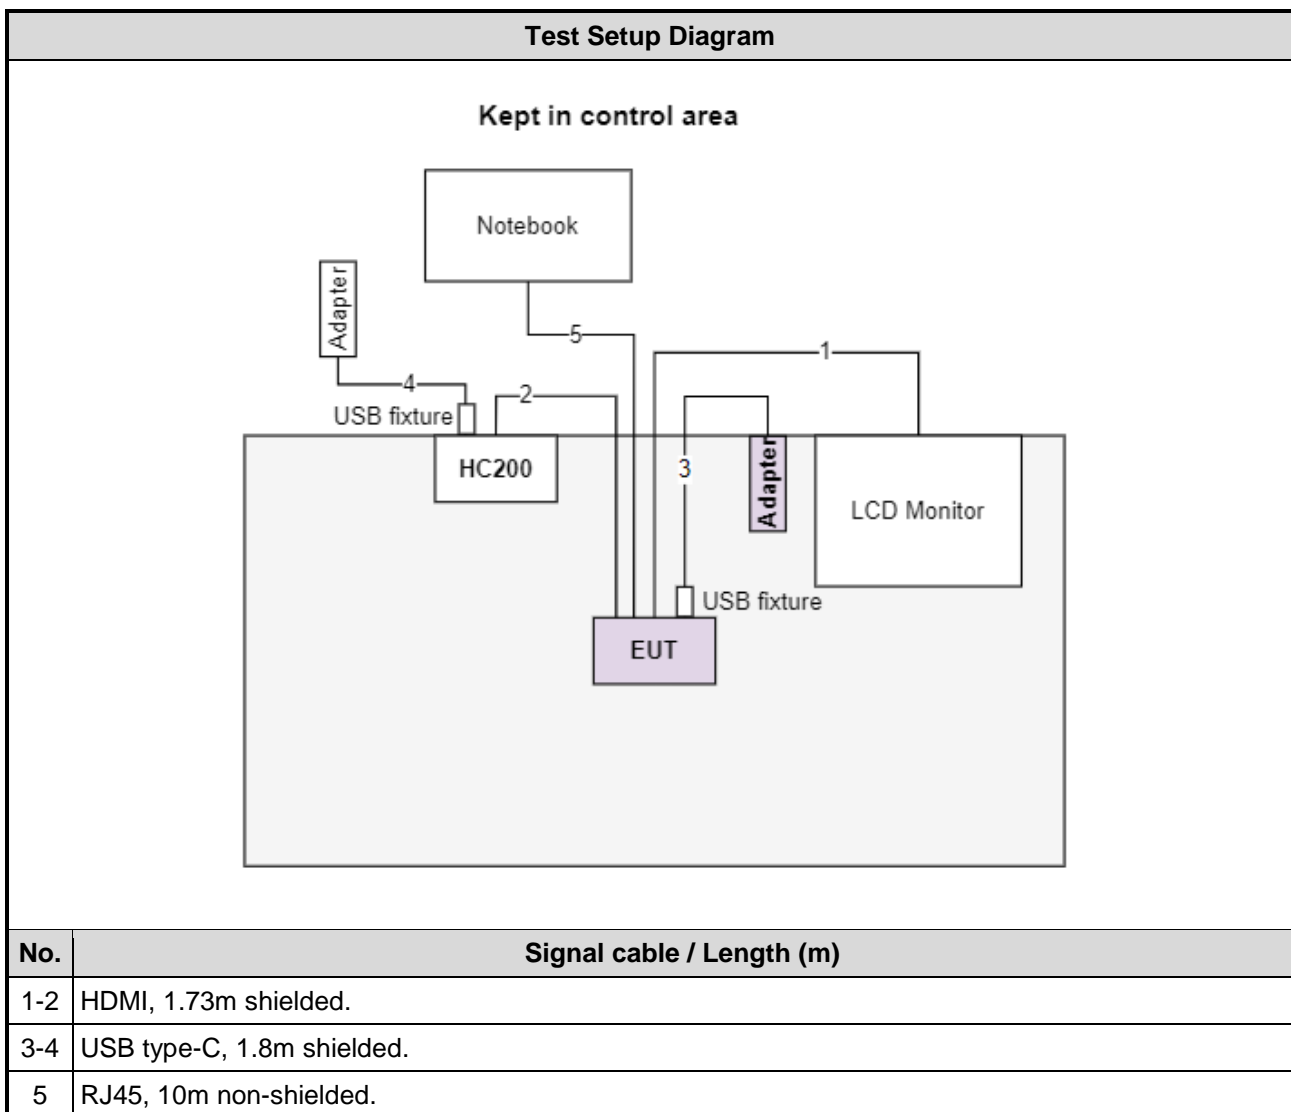 Test Setup Diagram
Kept in control area
Notebook
Adapter
5
1
4
2
USB fixture
HC200
3
Adapter
LCD Monitor
USB fixture
EUT
No. Signal cable / Length (m)
1-2 HDMI, 1.73m shielded.
3-4 USB type-C, 1.8m shielded.
5 RJ45, 10m non-shielded.